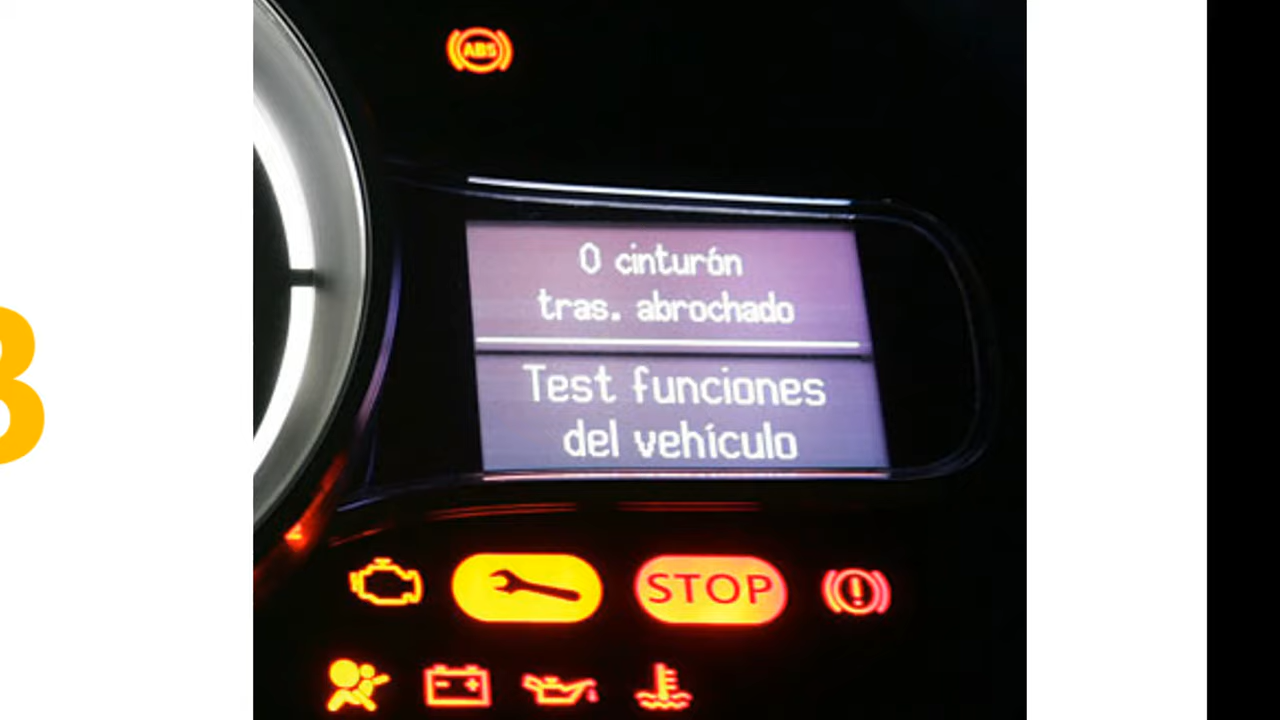 ABS
0 cinturón
tras. abrochado
Test funciones
del vehículo
STOP